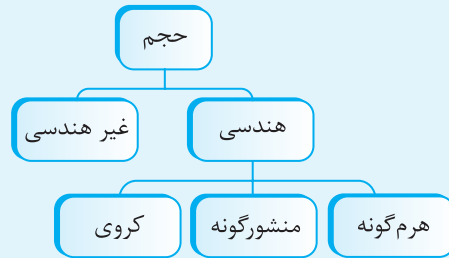 حجم
هندسی
غیر هندسی
هرم‌گونه
منشورگونه
کروی